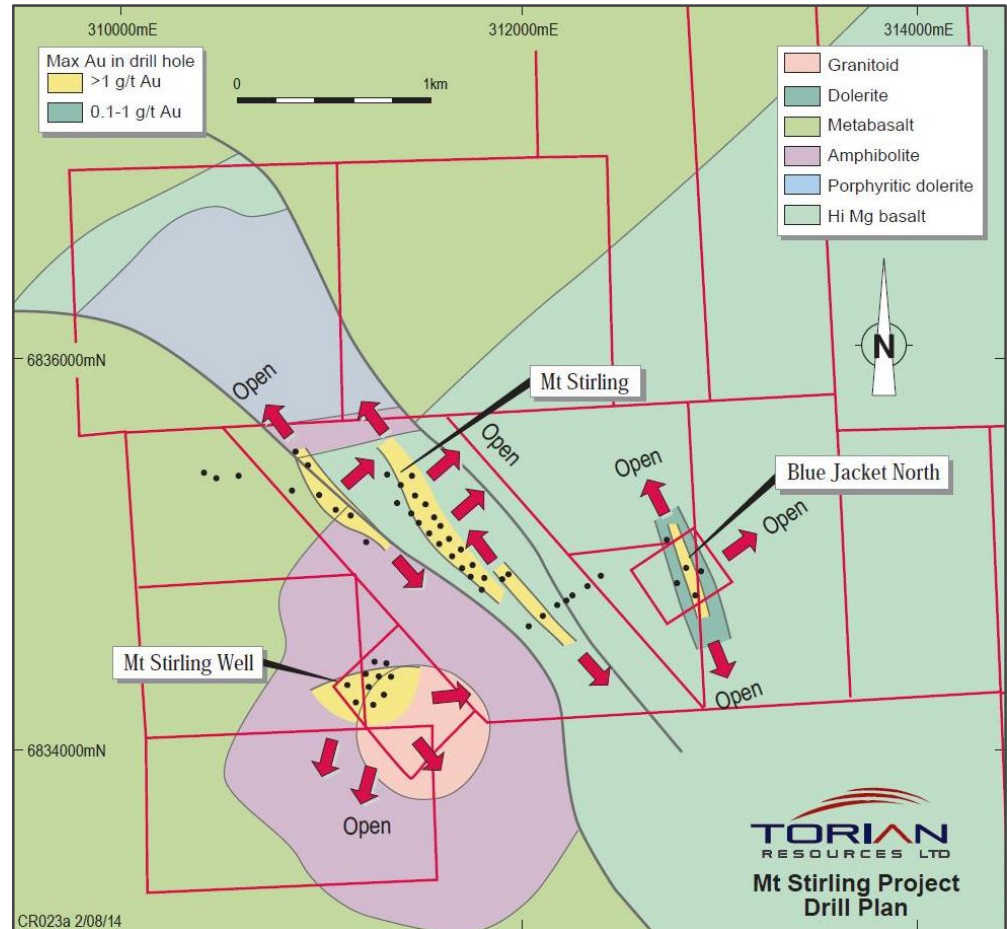 310000mE
312000mE
314000mE
Max Au in drill hole
>1 g/t Au
0.1-1 g/t Au
0
1km
Granitoid
Dolerite
Metabasalt
Amphibolite
Porphyritic dolerite
Hi Mg basalt
N
6836000mN
Open
Mt Stirling
Open
Open
Blue Jacket North
Open
Mt Stirling Well
Open
6834000mN
Open
TORIAN
RESOURCES LTD
Mt Stirling Project
Drill Plan
CR023a 2/08/14